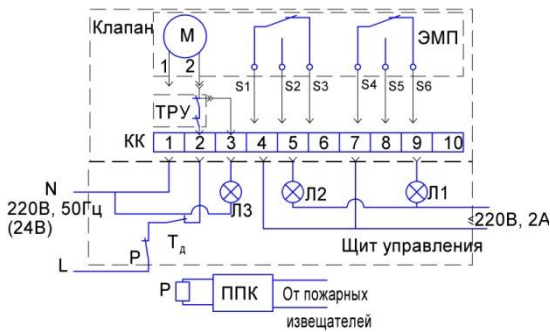 Клапан
М
ЭМП
1 2
S1 S2 S3 S4 S5 S6
ТРУ
КК 1 2 3 4 5 6 7 8 9 10
N
220В, 50Гц
(24В)
Л3 Л2 Л1
≤220В, 2А
Тд
Р
Щит управления
L
Р ППК От пожарных
извещателей